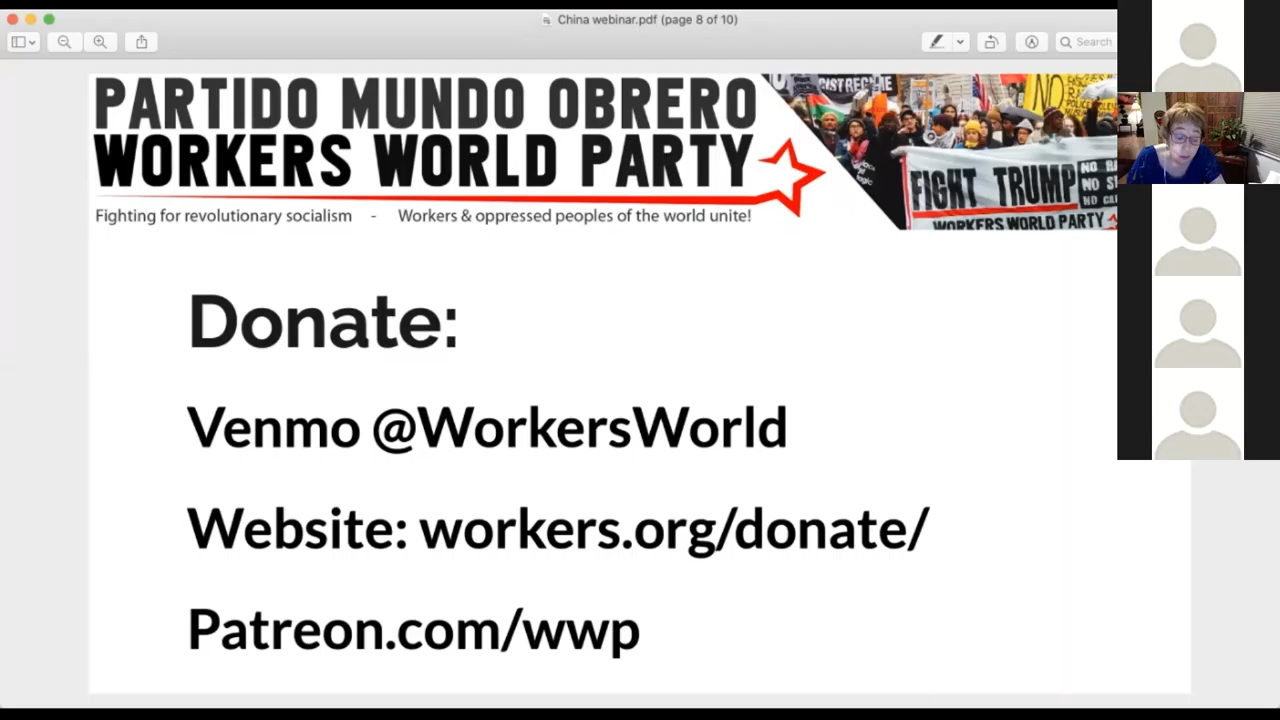 China webinar.pdf (page 8 of 10)
Search
PARTIDO MUNDO OBRERO
WORKERS WORLD PARTY
Fighting for revolutionary socialism - Workers & oppressed peoples of the world unite!
FIGHT TRUMP
WORKERS WORLD PARTY
Donate:
Venmo @WorkersWorld
Website: workers.org/donate/
Patreon.com/wwp